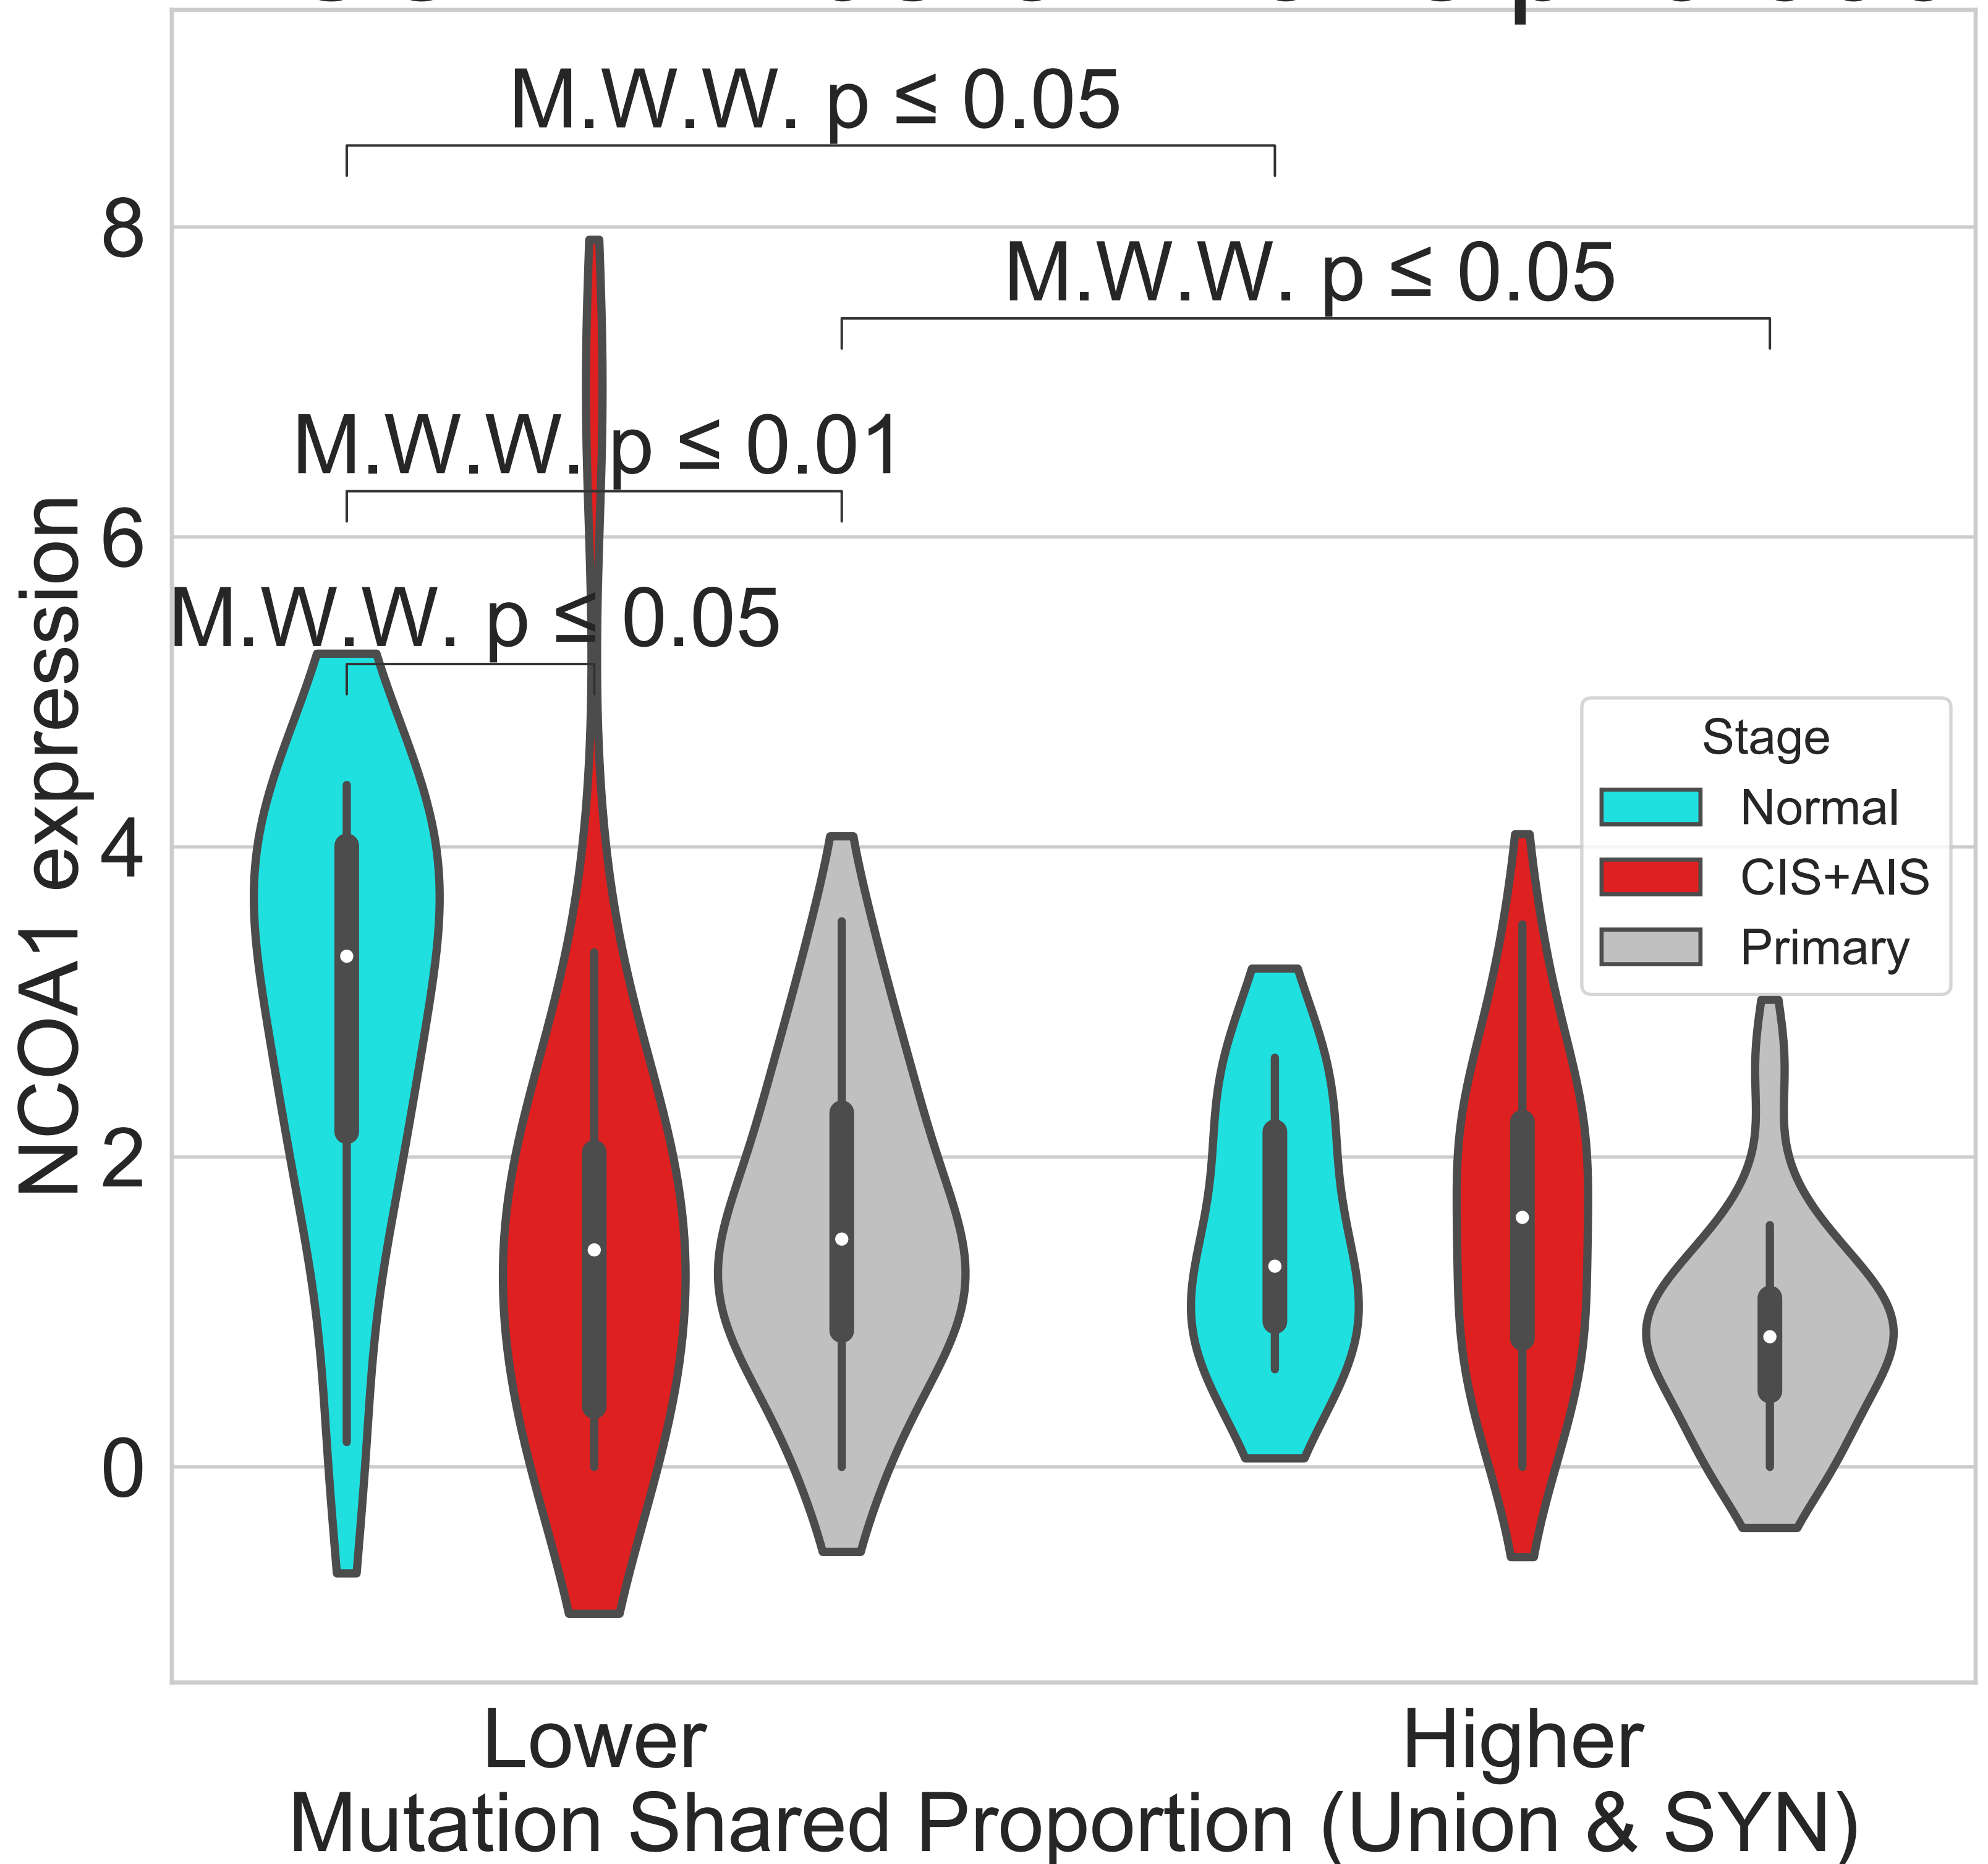 M.W.W. p ≤ 0.05
8
M.W.W. p ≤ 0.05
M.W.W. p ≤ 0.01
6
M.W.W. p ≤ 0.05
NCOA1 expression
Stage
Normal
CIS+AIS
Primary
4
2
0
Lower
Higher
Mutation Shared Proportion (Union & SYN)